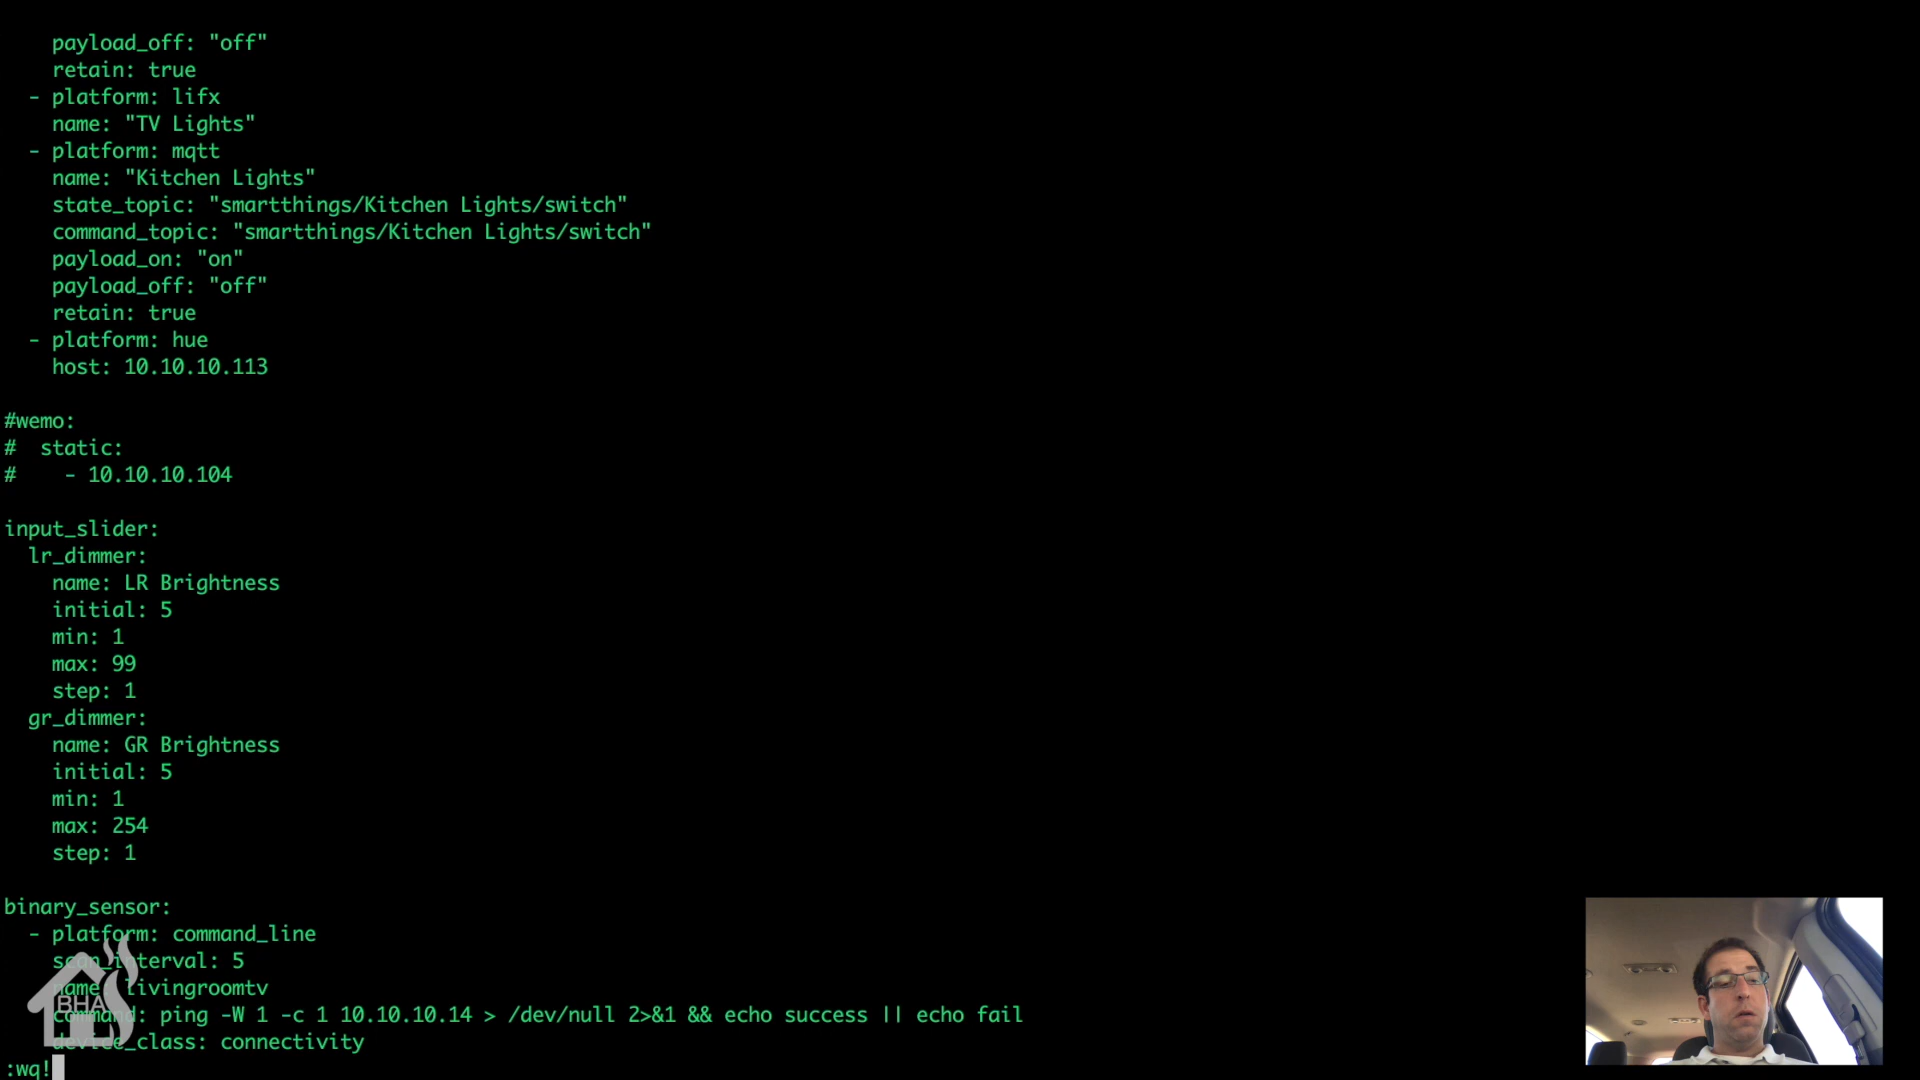 payload_off: "off"
retain: true
- platform: lifx
name: "TV Lights"
- platform: mqtt
name: "Kitchen Lights"
state_topic: "smartthings/Kitchen Lights/switch"
command_topic: "smartthings/Kitchen Lights/switch"
payload_on: "on"
payload_off: "off"
retain: true
- platform: hue
host: 10.10.10.113
#wemo:
#  static:
#    - 10.10.10.104
input_slider:
lr_dimmer:
name: LR Brightness
initial: 5
min: 1
max: 99
step: 1
gr_dimmer:
name: GR Brightness
initial: 5
min: 1
max: 254
step: 1
binary_sensor:
- platform: command_line
scan_interval: 5
name: livingroomtv
command: ping -W 1 -c 1 10.10.10.14 > /dev/null 2>&1 && echo success || echo fail
device_class: connectivity
:wq!
BHA